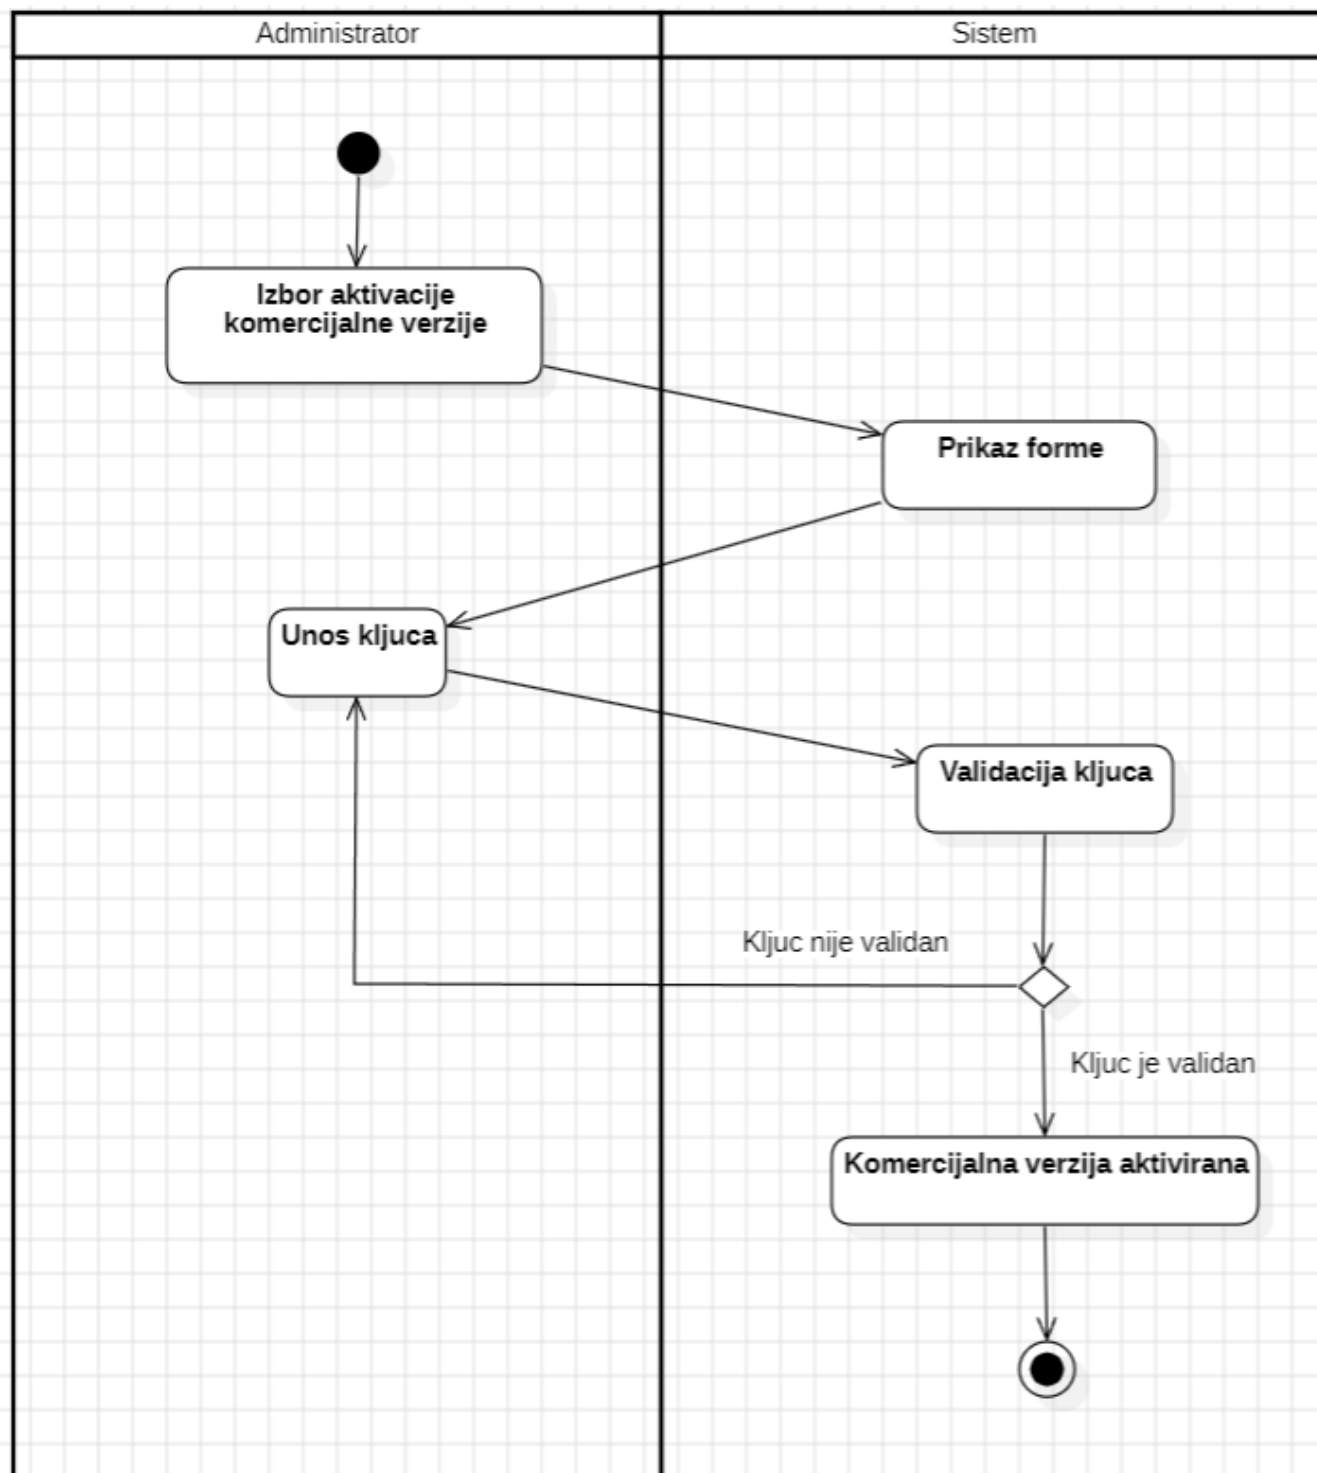 Administrator
Sistem
Izbor aktivacije
komercijalne verzije
Prikaz forme
Unos kljuca
Validacija kljuca
Kljuc nije validan
Kljuc je validan
Komercijalna verzija aktivirana